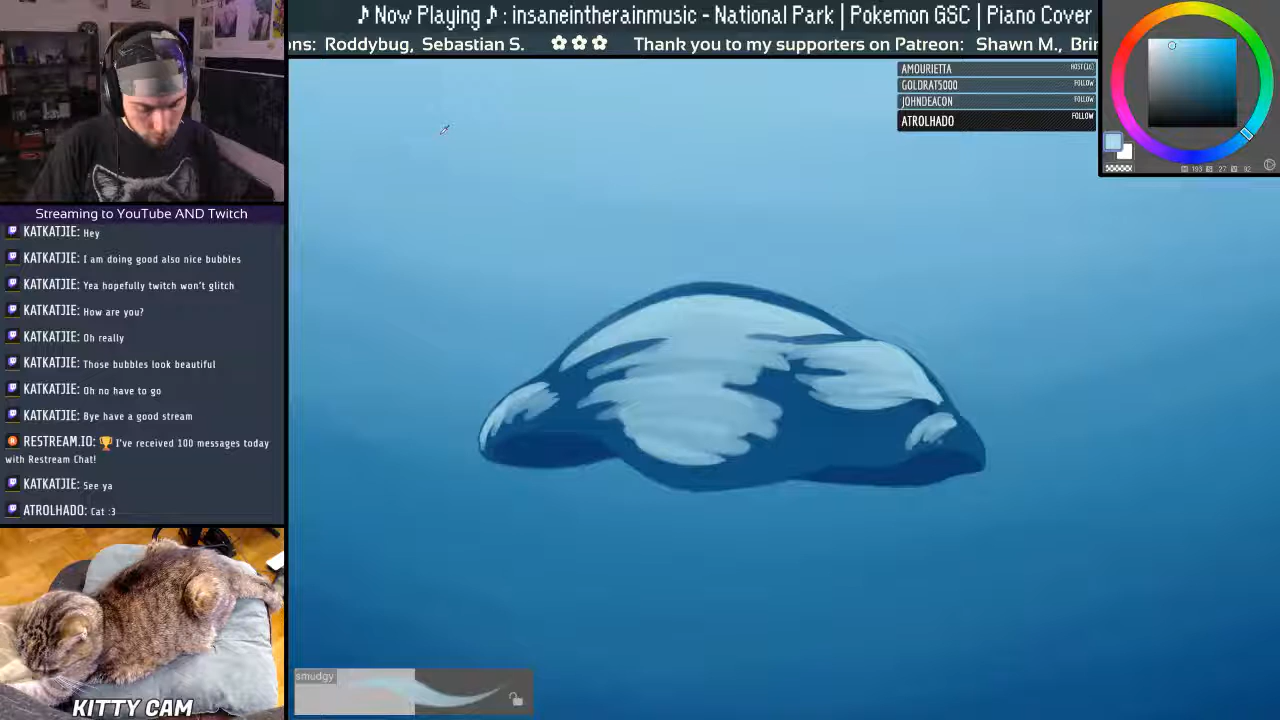 ♪ Now Playing ♪ : insaneintherainmusic - National Park | Pokemon GSC | Piano Cover
ons: Roddybug, Sebastian S. ✿ ✿ ✿ Thank you to my supporters on Patreon: Shawn M., Brir
AMOURIETTA HOST(16)
GOLDRAT5000 FOLLOW
JOHNDEACON FOLLOW
ATROLHADO FOLLOW
Streaming to YouTube AND Twitch
KATKATJIE: Hey
KATKATJIE: I am doing good also nice bubbles
KATKATJIE: Yea hopefully twitch won't glitch
KATKATJIE: How are you?
KATKATJIE: Oh really
KATKATJIE: Those bubbles look beautiful
KATKATJIE: Oh no have to go
KATKATJIE: Bye have a good stream
RESTREAM.IO: 🏆 I've received 100 messages today
with Restream Chat!
KATKATJIE: See ya
ATROLHADO: Cat :3
smudgy
KITTY CAM